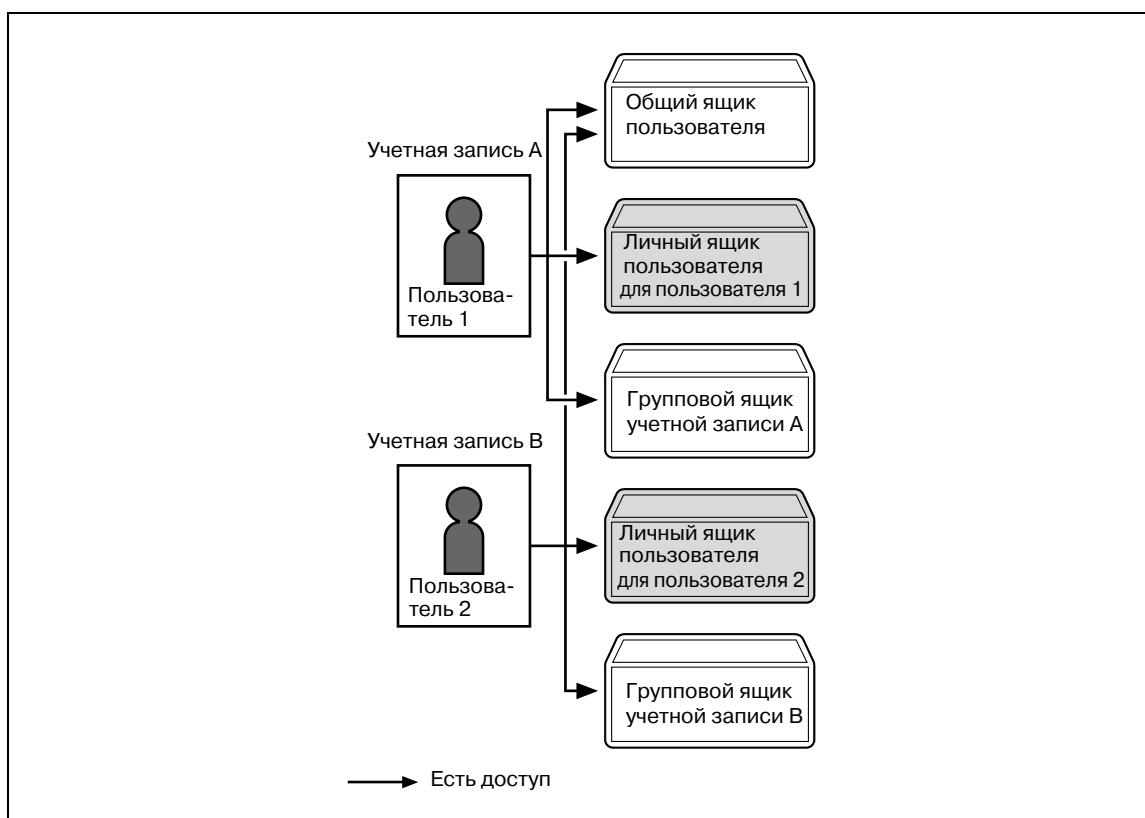 Общий ящик
пользователя
Учетная запись А
Личный ящик
пользователя
для пользователя 1
Пользова-
тель 1
Групповой ящик
учетной записи А
Учетная запись В
Личный ящик
пользователя
для пользователя 2
Пользова-
тель 2
Групповой ящик
учетной записи В
Есть доступ